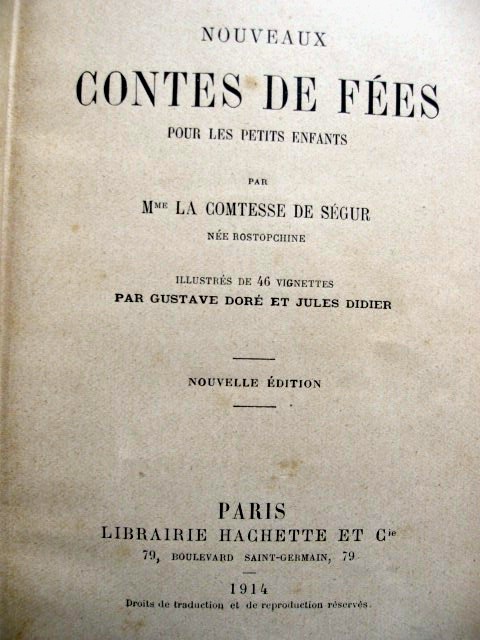 NOUVEAUX
CONTES DE FÉES
POUR LES PETITS ENFANTS
PAR
Mᴹᴱ LA COMTESSE DE SÉGUR
NÉE ROSTOPCHINE
ILLUSTRÉS DE 46 VIGNETTES
PAR GUSTAVE DORÉ ET JULES DIDIER
NOUVELLE ÉDITION
PARIS
LIBRAIRIE HACHETTE ET Cⁱᵉ
79, BOULEVARD SAINT-GERMAIN, 79
1914
Droits de traduction et de reproduction réservés.